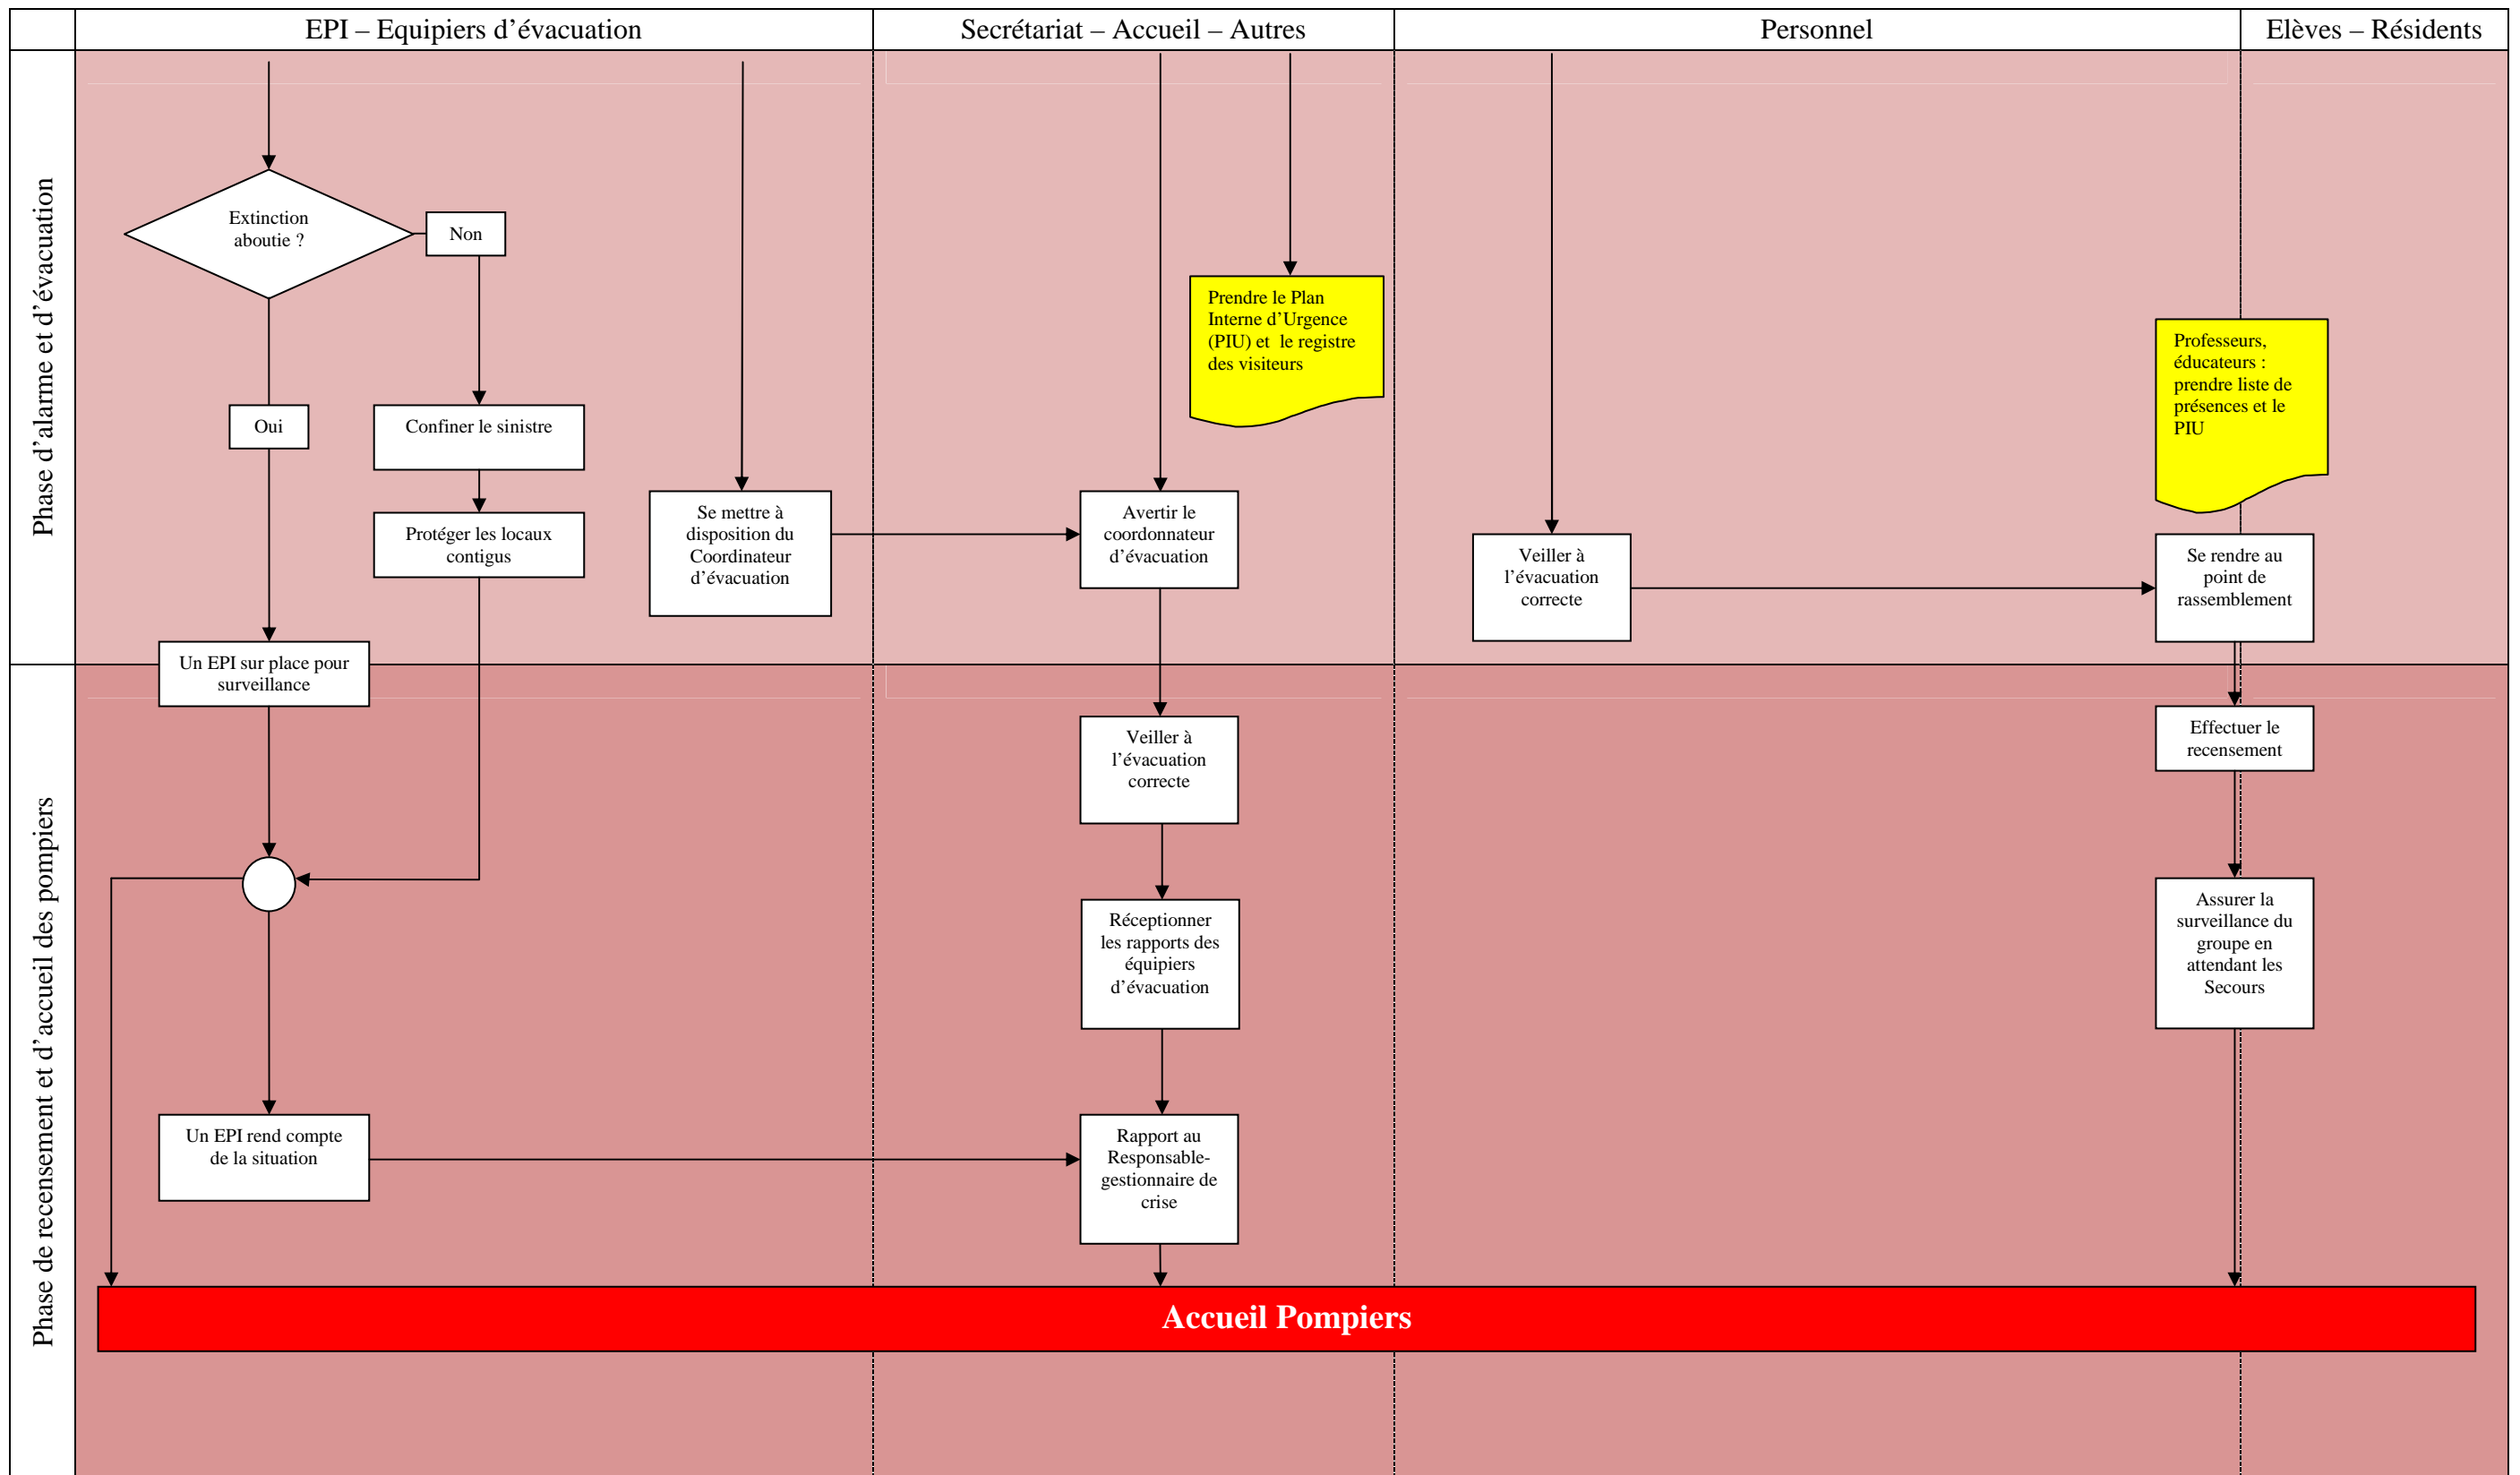 EPI – Equipiers d’évacuation
Secrétariat – Accueil – Autres
Personnel
Elèves – Résidents
Phase d’alarme et d’évacuation
Extinction
aboutie ?
Non
Oui
Confiner le sinistre
Protéger les locaux
contigus
Se mettre à
disposition du
Coordinateur
d’évacuation
Prendre le Plan
Interne d’Urgence
(PIU) et le registre
des visiteurs
Avertir le
coordonnateur
d’évacuation
Veiller à
l’évacuation
correcte
Professeurs,
éducateurs :
prendre liste de
présences et le
PIU
Se rendre au
point de
rassemblement
Un EPI sur place pour
surveillance
Phase de recensement et d’accueil des pompiers
Veiller à
l’évacuation
correcte
Effectuer le
recensement
Réceptionner
les rapports des
équipiers
d’évacuation
Assurer la
surveillance du
groupe en
attendant les
Secours
Un EPI rend compte
de la situation
Rapport au
Responsable-
gestionnaire de
crise
Accueil Pompiers